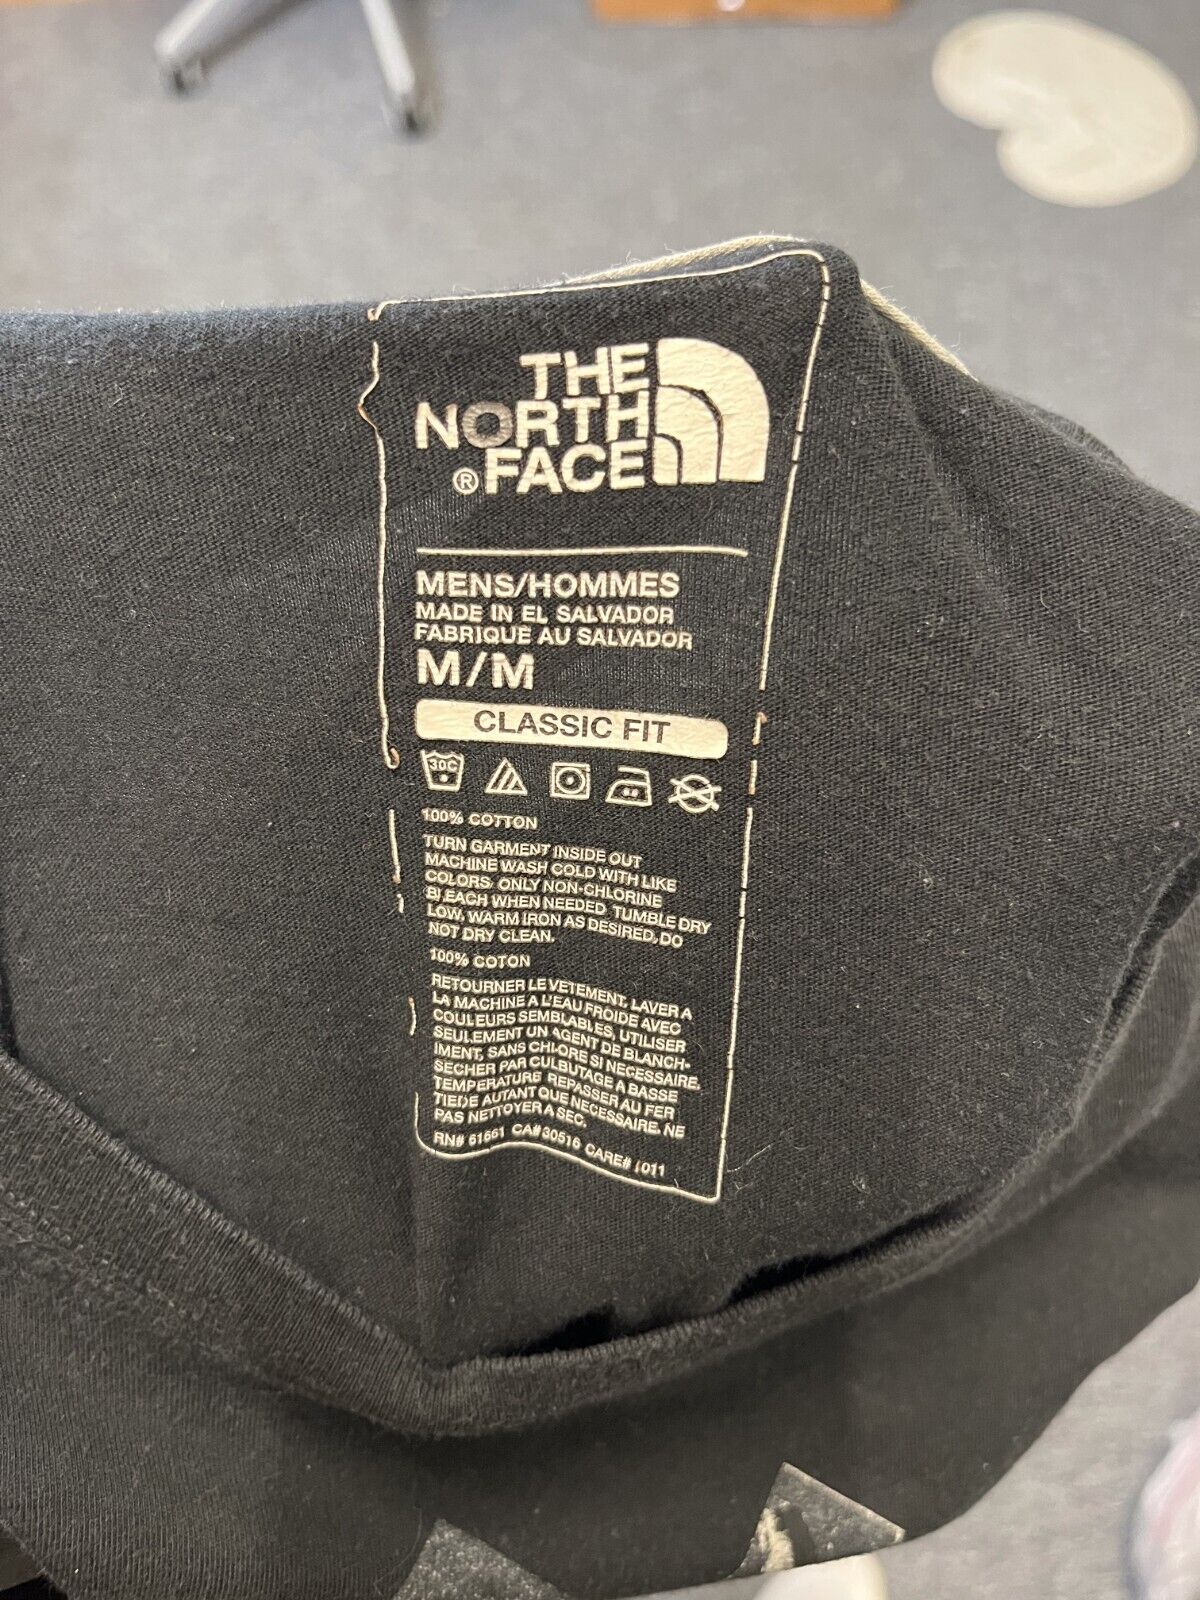 THE
NORTH
FACE
®
MENS/HOMMES
MADE IN EL SALVADOR
FABRIQUE AU SALVADOR
M/M
CLASSIC FIT
30C
100% COTTON
TURN GARMENT INSIDE OUT
MACHINE WASH COLD WITH LIKE
COLORS. ONLY NON-CHLORINE
BLEACH WHEN NEEDED. TUMBLE DRY
LOW. WARM IRON AS DESIRED. DO
NOT DRY CLEAN.
100% COTON
RETOURNER LE VETEMENT. LAVER A
LA MACHINE A L'EAU FROIDE AVEC
COULEURS SEMBLABLES, UTILISER
SEULEMENT UN AGENT DE BLANCH-
IMENT, SANS CHLORE SI NECESSAIRE.
SECHER PAR CULBUTAGE A BASSE
TEMPERATURE. REPASSER AU FER
TIEDE AUTANT QUE NECESSAIRE. NE
PAS NETTOYER A SEC.
RN# 61661 CA# 30516 CARE# 1011